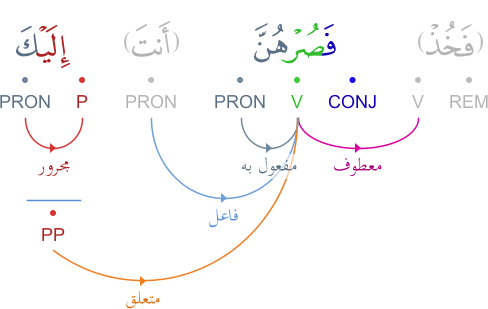 (فَخُذْ) فَصُرْهُنَّ (أَنتَ) إِلَيْكَ
REM V CONJ V PRON PRON P PRON
معطوف مفعول به مجرور
فاعل
PP
متعلق